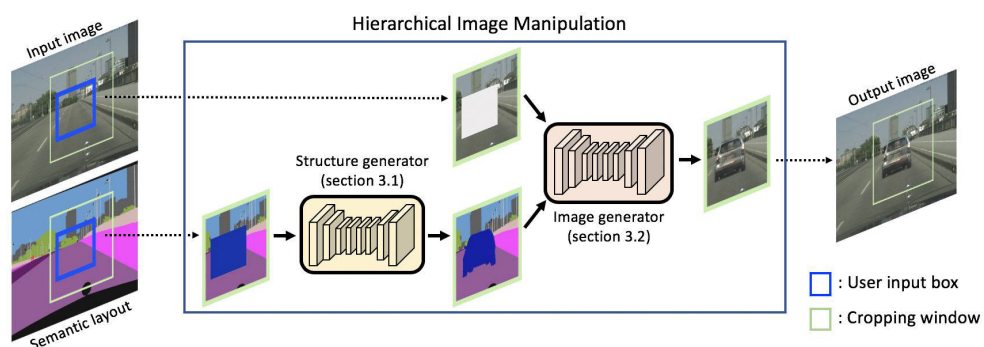 Hierarchical Image Manipulation
Input image
Output image
Structure generator
(section 3.1)
Image generator
(section 3.2)
Semantic layout
: User input box
: Cropping window